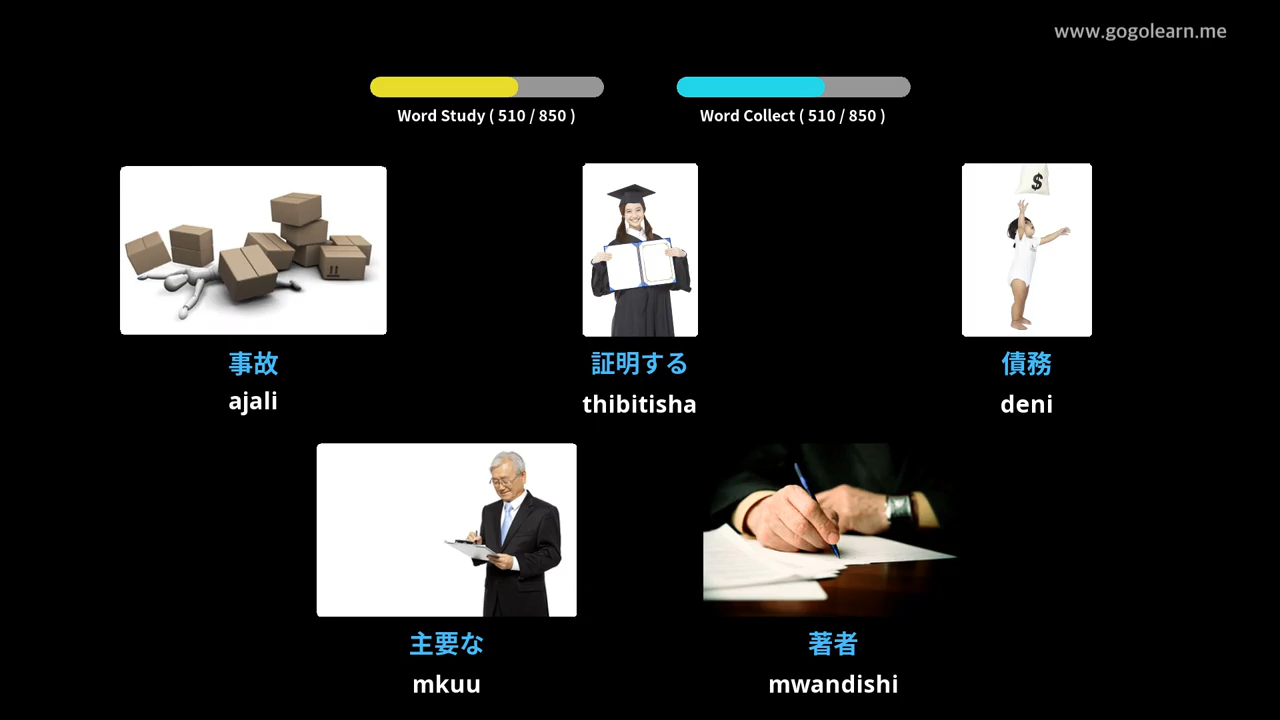 www.gogolearn.me
Word Study ( 510 / 850 )
Word Collect ( 510 / 850 )
$
事故
ajali
証明する
thibitisha
債務
deni
主要な
mkuu
著者
mwandishi